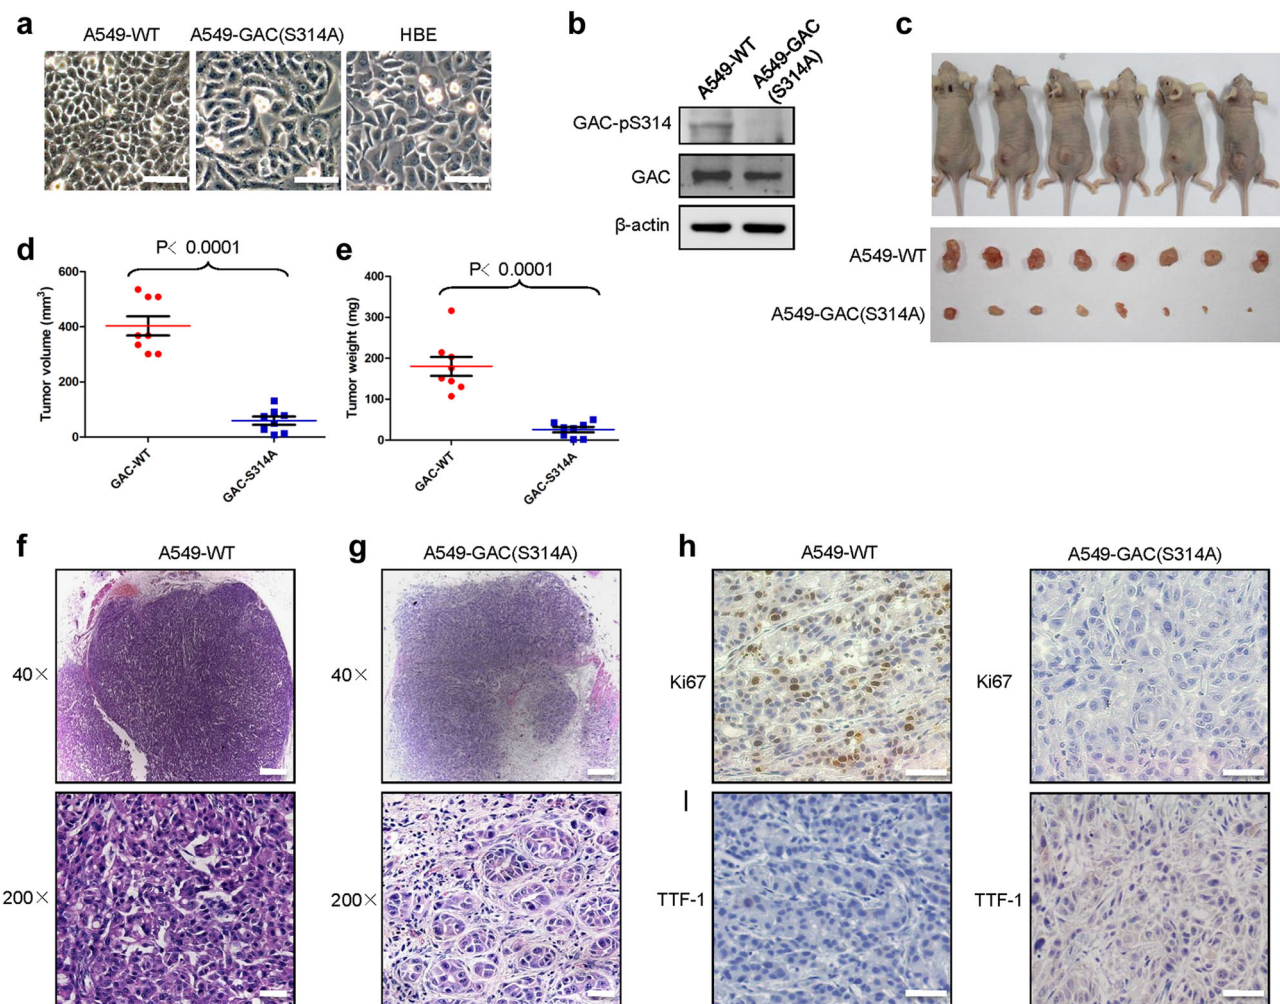 a
A549-WT
A549-GAC(S314A)
HBE
b
A549-WT
A549-GAC
(S314A)
GAC-pS314
GAC
β-actin
c
A549-WT
A549-GAC(S314A)
d
P< 0.0001
Tumor volume (mm³)
600
400
200
0
GAC-WT
GAC-S314A
e
P< 0.0001
Tumor weight (mg)
400
300
200
100
0
GAC-WT
GAC-S314A
f
A549-WT
40×
200×
g
A549-GAC(S314A)
40×
200×
h
A549-WT
A549-GAC(S314A)
Ki67
Ki67
l
TTF-1
TTF-1